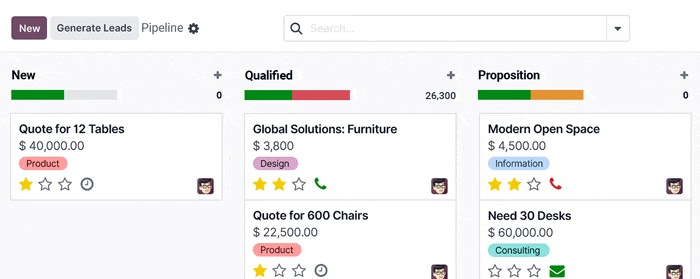 New Generate Leads Pipeline Search...
New + 0
Quote for 12 Tables
$ 40,000.00
Product
Qualified + 26,300
Global Solutions: Furniture
$ 3,800
Design
Quote for 600 Chairs
$ 22,500.00
Product
Proposition + 0
Modern Open Space
$ 4,500.00
Information
Need 30 Desks
$ 60,000.00
Consulting